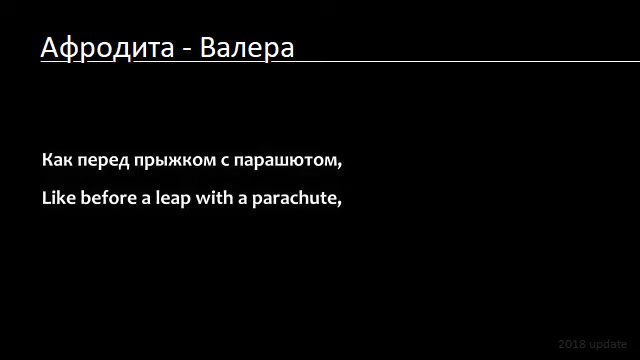 Афродита - Валера
Как перед прыжком с парашютом,
Like before a leap with a parachute,
2018 update